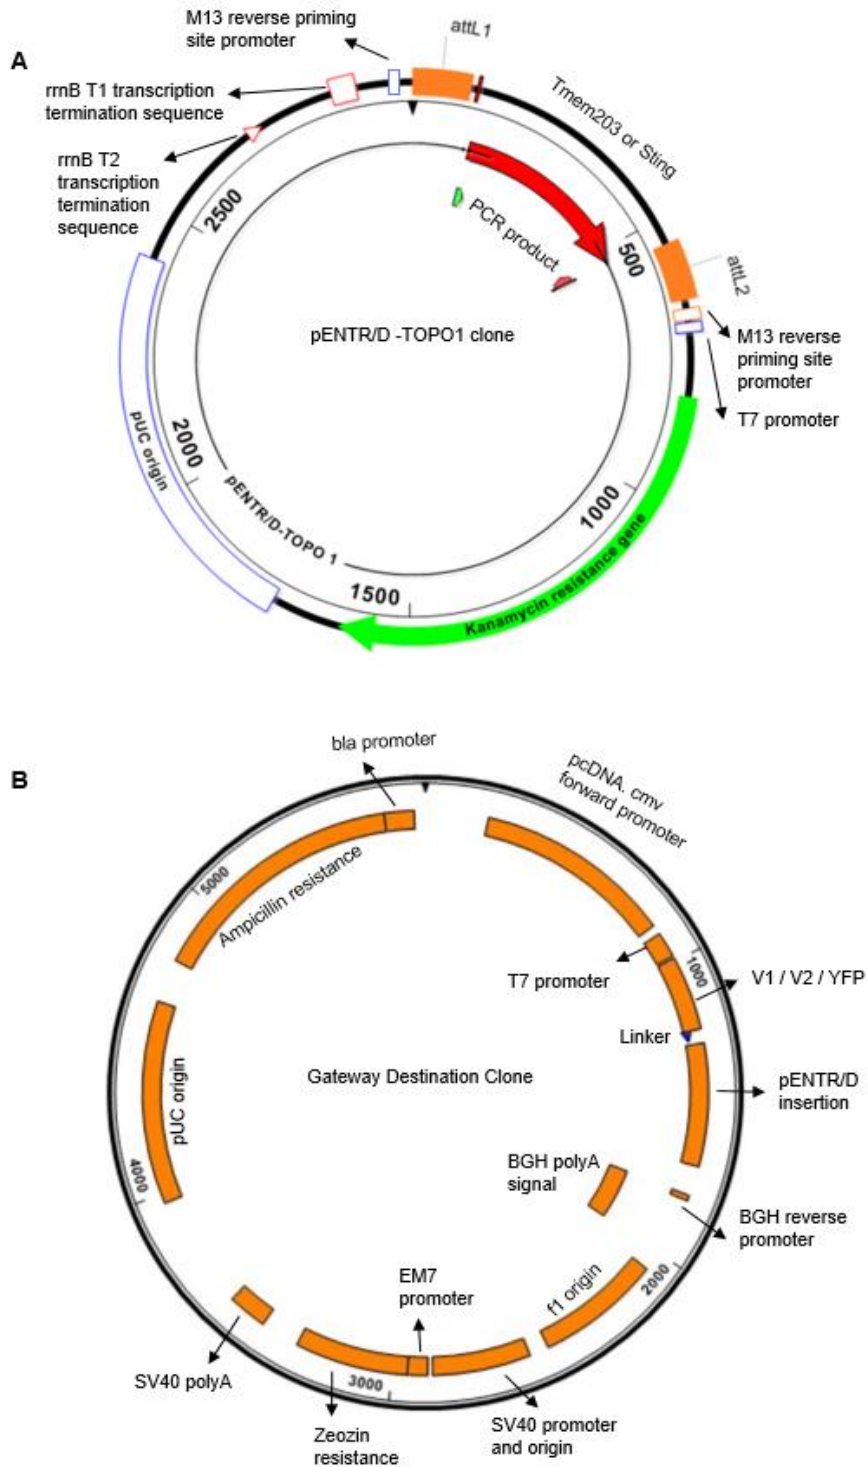 A
M13 reverse priming
site promoter
attL1
rrnB T1 transcription
termination sequence
Tmem203 or Sting
rrnB T2
transcription
termination
sequence
2500
PCR product
500
attL2
pENTR/D -TOPO1 clone
M13 reverse
priming site
promoter
T7 promoter
pUC origin
2000
pENTR/D-TOPO 1
1000
Kanamycin resistance gene
1500
B
bla promoter
pcDNA. cmv
forward promoter
5000
Ampicillin resistance
1000
T7 promoter
V1 / V2 / YFP
Linker
pUC origin
Gateway Destination Clone
pENTR/D
insertion
BGH polyA
signal
4000
BGH reverse
promoter
EM7
promoter
f1 origin
2000
SV40 polyA
3000
Zeozin
resistance
SV40 promoter
and origin